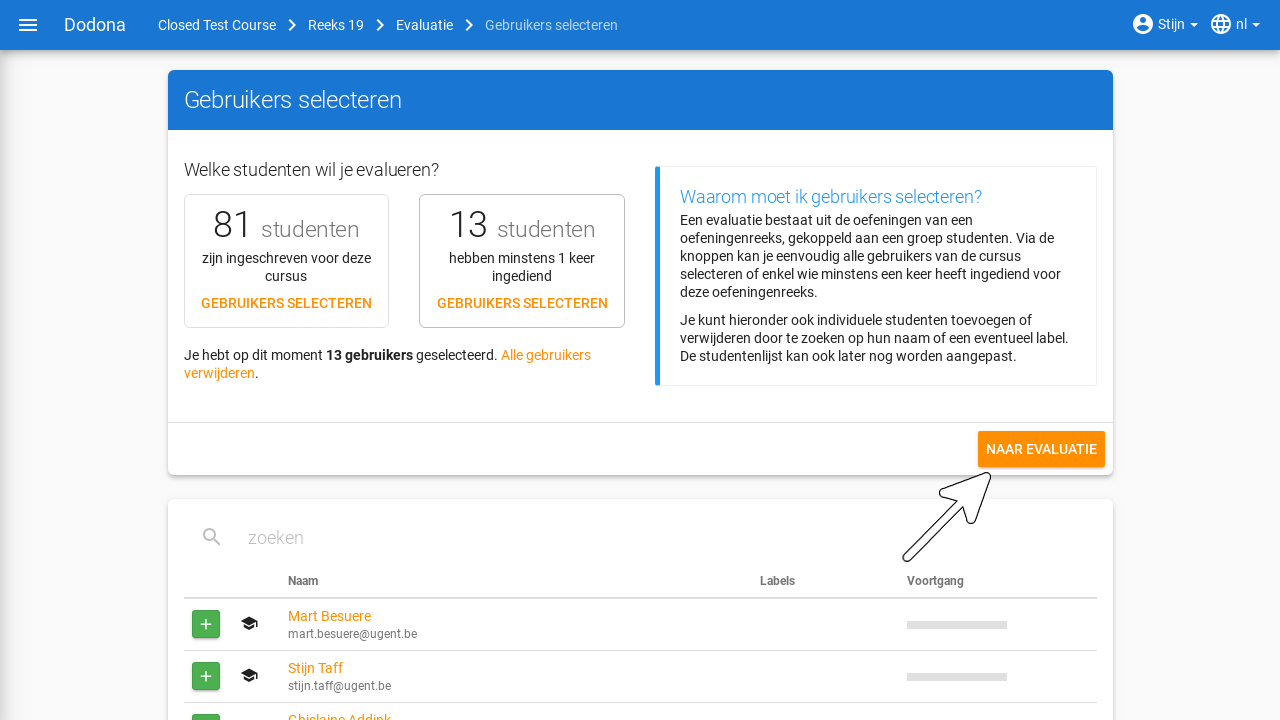 Dodona
Closed Test Course > Reeks 19 > Evaluatie > Gebruikers selecteren
Stijn
nl
Gebruikers selecteren
Welke studenten wil je evalueren?
81 studenten
zijn ingeschreven voor deze
cursus
GEBRUIKERS SELECTEREN
13 studenten
hebben minstens 1 keer
ingediend
GEBRUIKERS SELECTEREN
Je hebt op dit moment 13 gebruikers geselecteerd. Alle gebruikers
verwijderen.
Waarom moet ik gebruikers selecteren?
Een evaluatie bestaat uit de oefeningen van een
oefeningenreeks, gekoppeld aan een groep studenten. Via de
knoppen kan je eenvoudig alle gebruikers van de cursus
selecteren of enkel wie minstens een keer heeft ingediend voor
deze oefeningenreeks.
Je kunt hieronder ook individuele studenten toevoegen of
verwijderen door te zoeken op hun naam of een eventueel label.
De studentenlijst kan ook later nog worden aangepast.
NAAR EVALUATIE
zoeken
Naam Labels Voortgang
Mart Besuere
mart.besuere@ugent.be
Stijn Taff
stijn.taff@ugent.be
Ghislaine Addink